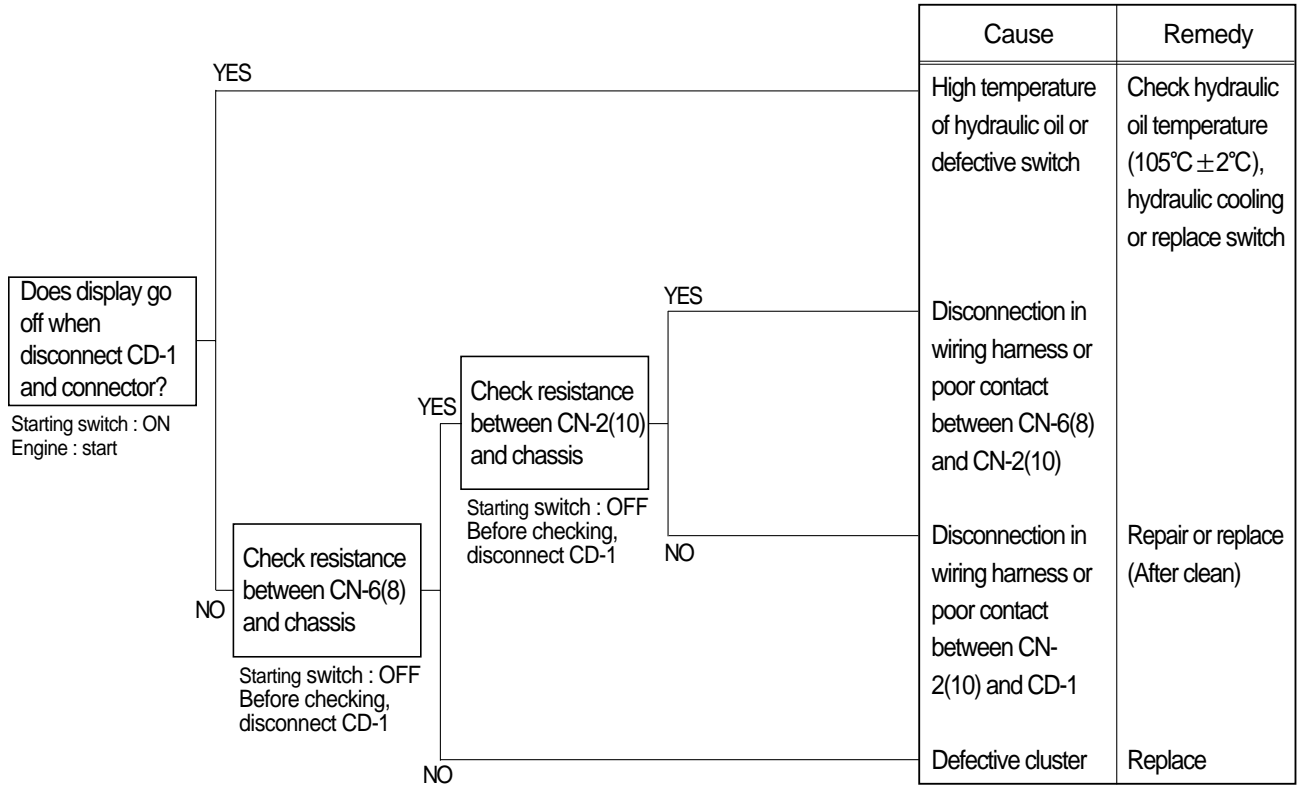 Cause
Remedy
YES
High temperature
of hydraulic oil or
defective switch
Check hydraulic
oil temperature
(105℃±2℃),
hydraulic cooling
or replace switch
Does display go
off when
disconnect CD-1
and connector?
Starting switch : ON
Engine : start
YES
Disconnection in
wiring harness or
poor contact
between CN-6(8)
and CN-2(10)
YES
Check resistance
between CN-2(10)
and chassis
Starting switch : OFF
Before checking,
disconnect CD-1
NO
Disconnection in
wiring harness or
poor contact
between CN-
2(10) and CD-1
Repair or replace
(After clean)
NO
Check resistance
between CN-6(8)
and chassis
Starting switch : OFF
Before checking,
disconnect CD-1
NO
Defective cluster
Replace